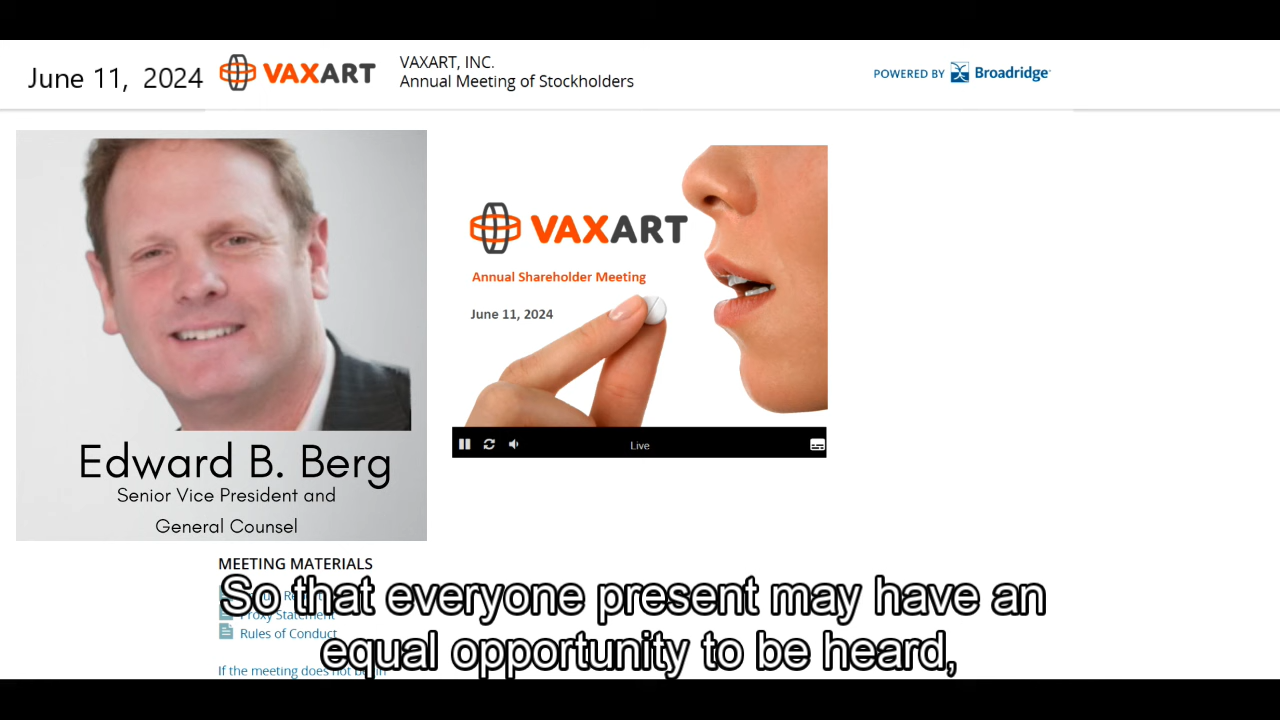 June 11, 2024
VAXART
VAXART, INC.
Annual Meeting of Stockholders
POWERED BY Broadridge
VAXART
Annual Shareholder Meeting
June 11, 2024
Live
Edward B. Berg
Senior Vice President and
General Counsel
MEETING MATERIALS
Proxy Statement
Rules of Conduct
If the meeting does not begin
So that everyone present may have an
equal opportunity to be heard,